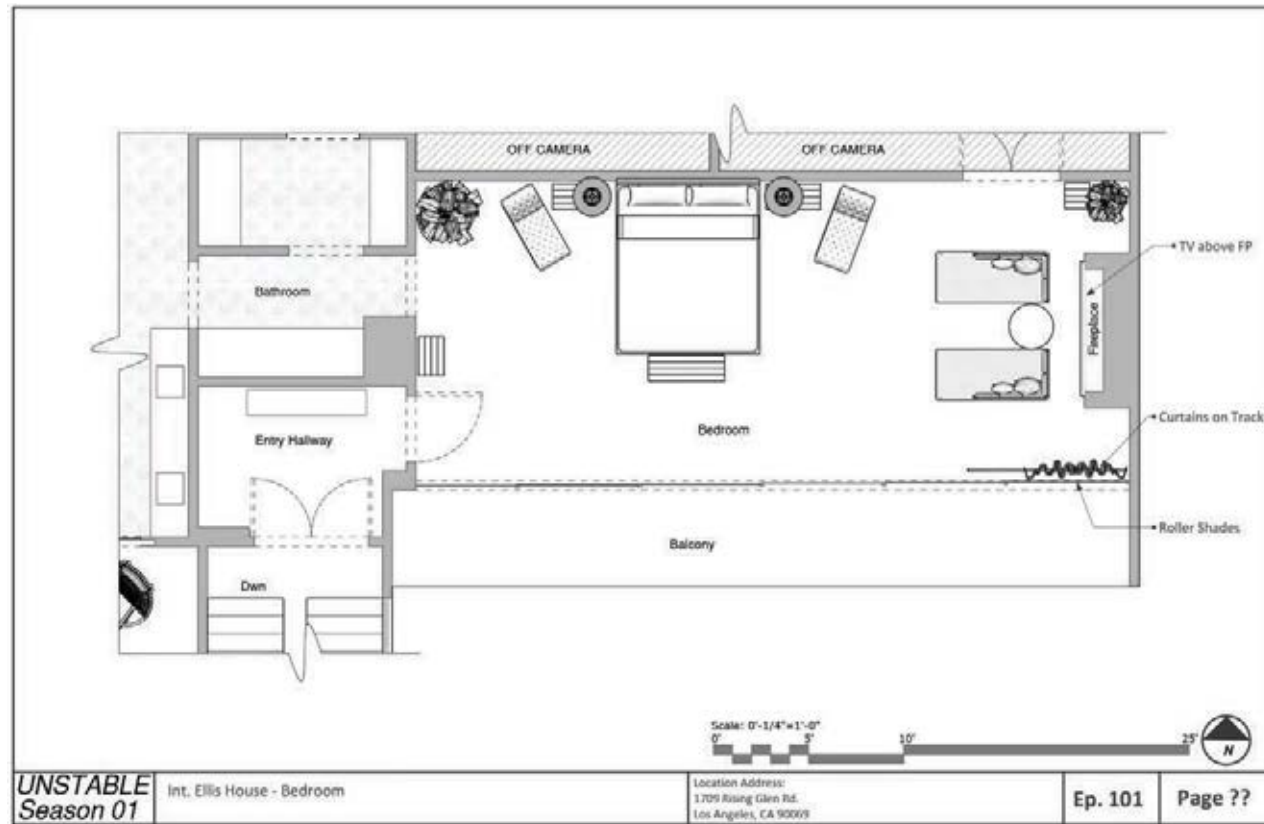 OFF CAMERA
OFF CAMERA
TV above FP
Bathroom
Fireplace
Curtains on Track
Entry Hallway
Bedroom
Roller Shades
Balcony
Dwn
Scale: 0'-1/4"=1'-0"
0' 5' 10' 25'
N
UNSTABLE
Season 01
Int. Ellis House - Bedroom
Location Address:
1709 Rising Glen Rd.
Los Angeles, CA 90069
Ep. 101
Page ??